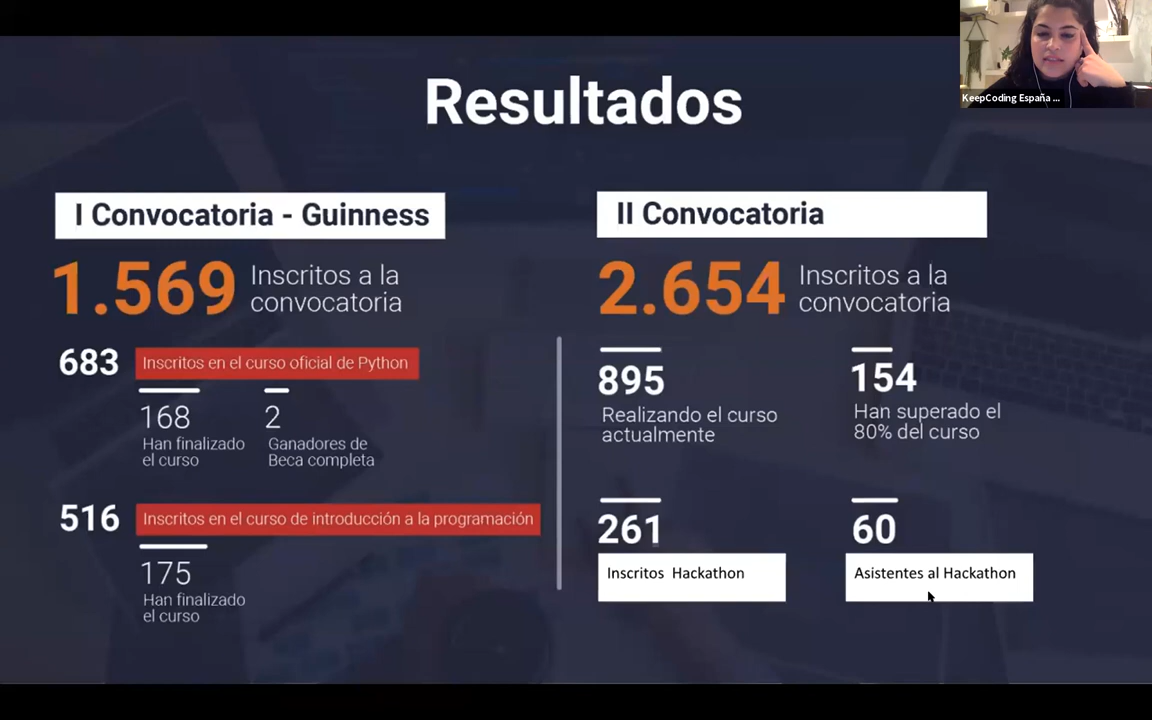 KeepCoding España ...
Resultados
I Convocatoria - Guinness
1.569
Inscritos a la
convocatoria
683
Inscritos en el curso oficial de Python
168
Han finalizado
el curso
2
Ganadores de
Beca completa
516
Inscritos en el curso de introducción a la programación
175
Han finalizado
el curso
II Convocatoria
2.654
Inscritos a la
convocatoria
895
Realizando el curso
actualmente
154
Han superado el
80% del curso
261
Inscritos Hackathon
60
Asistentes al Hackathon